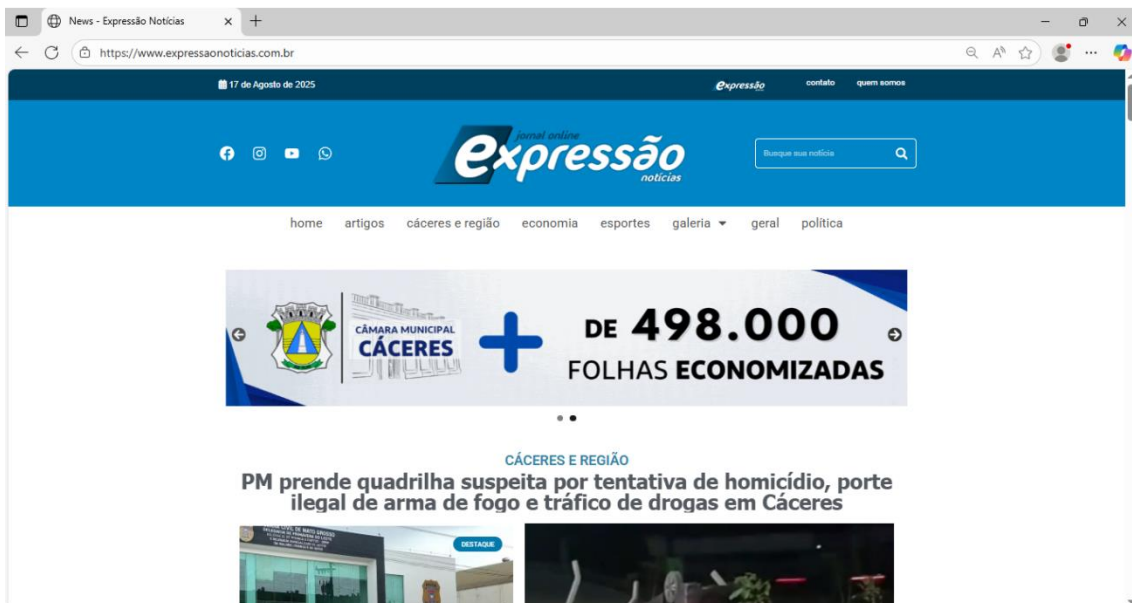 News - Expressão Notícias
https://www.expressaonoticias.com.br
17 de Agosto de 2025
expressão contato quem somos
jornal online
expressão
notícias
Busque sua notícia
home artigos cáceres e região economia esportes galeria geral política
CÂMARA MUNICIPAL
CÁCERES
+
DE 498.000
FOLHAS ECONOMIZADAS
CÁCERES E REGIÃO
PM prende quadrilha suspeita por tentativa de homicídio, porte
ilegal de arma de fogo e tráfico de drogas em Cáceres
DESTAQUE